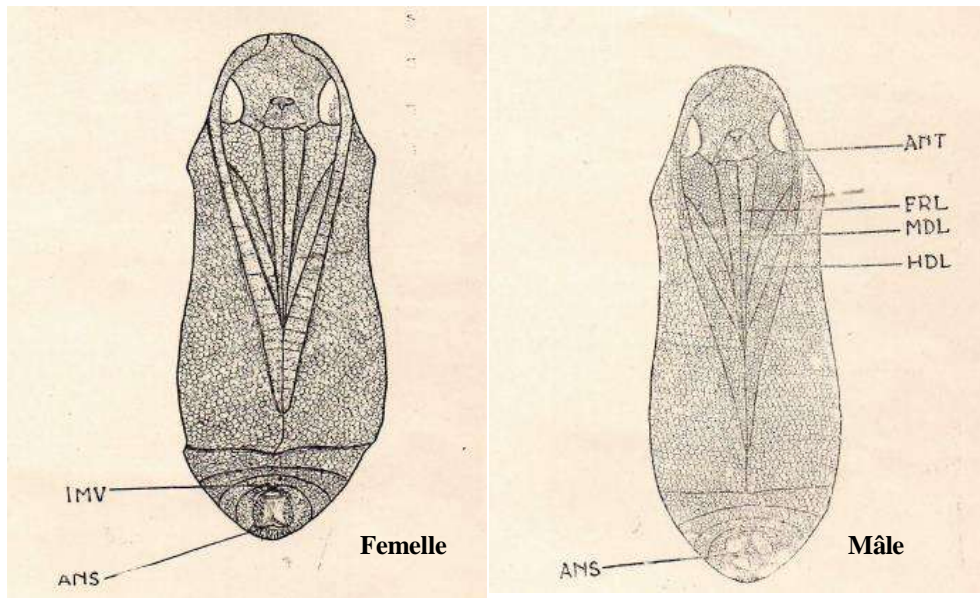 IMV
ANS
Femelle
ANT
FRL
MDL
HDL
ANS
Mâle